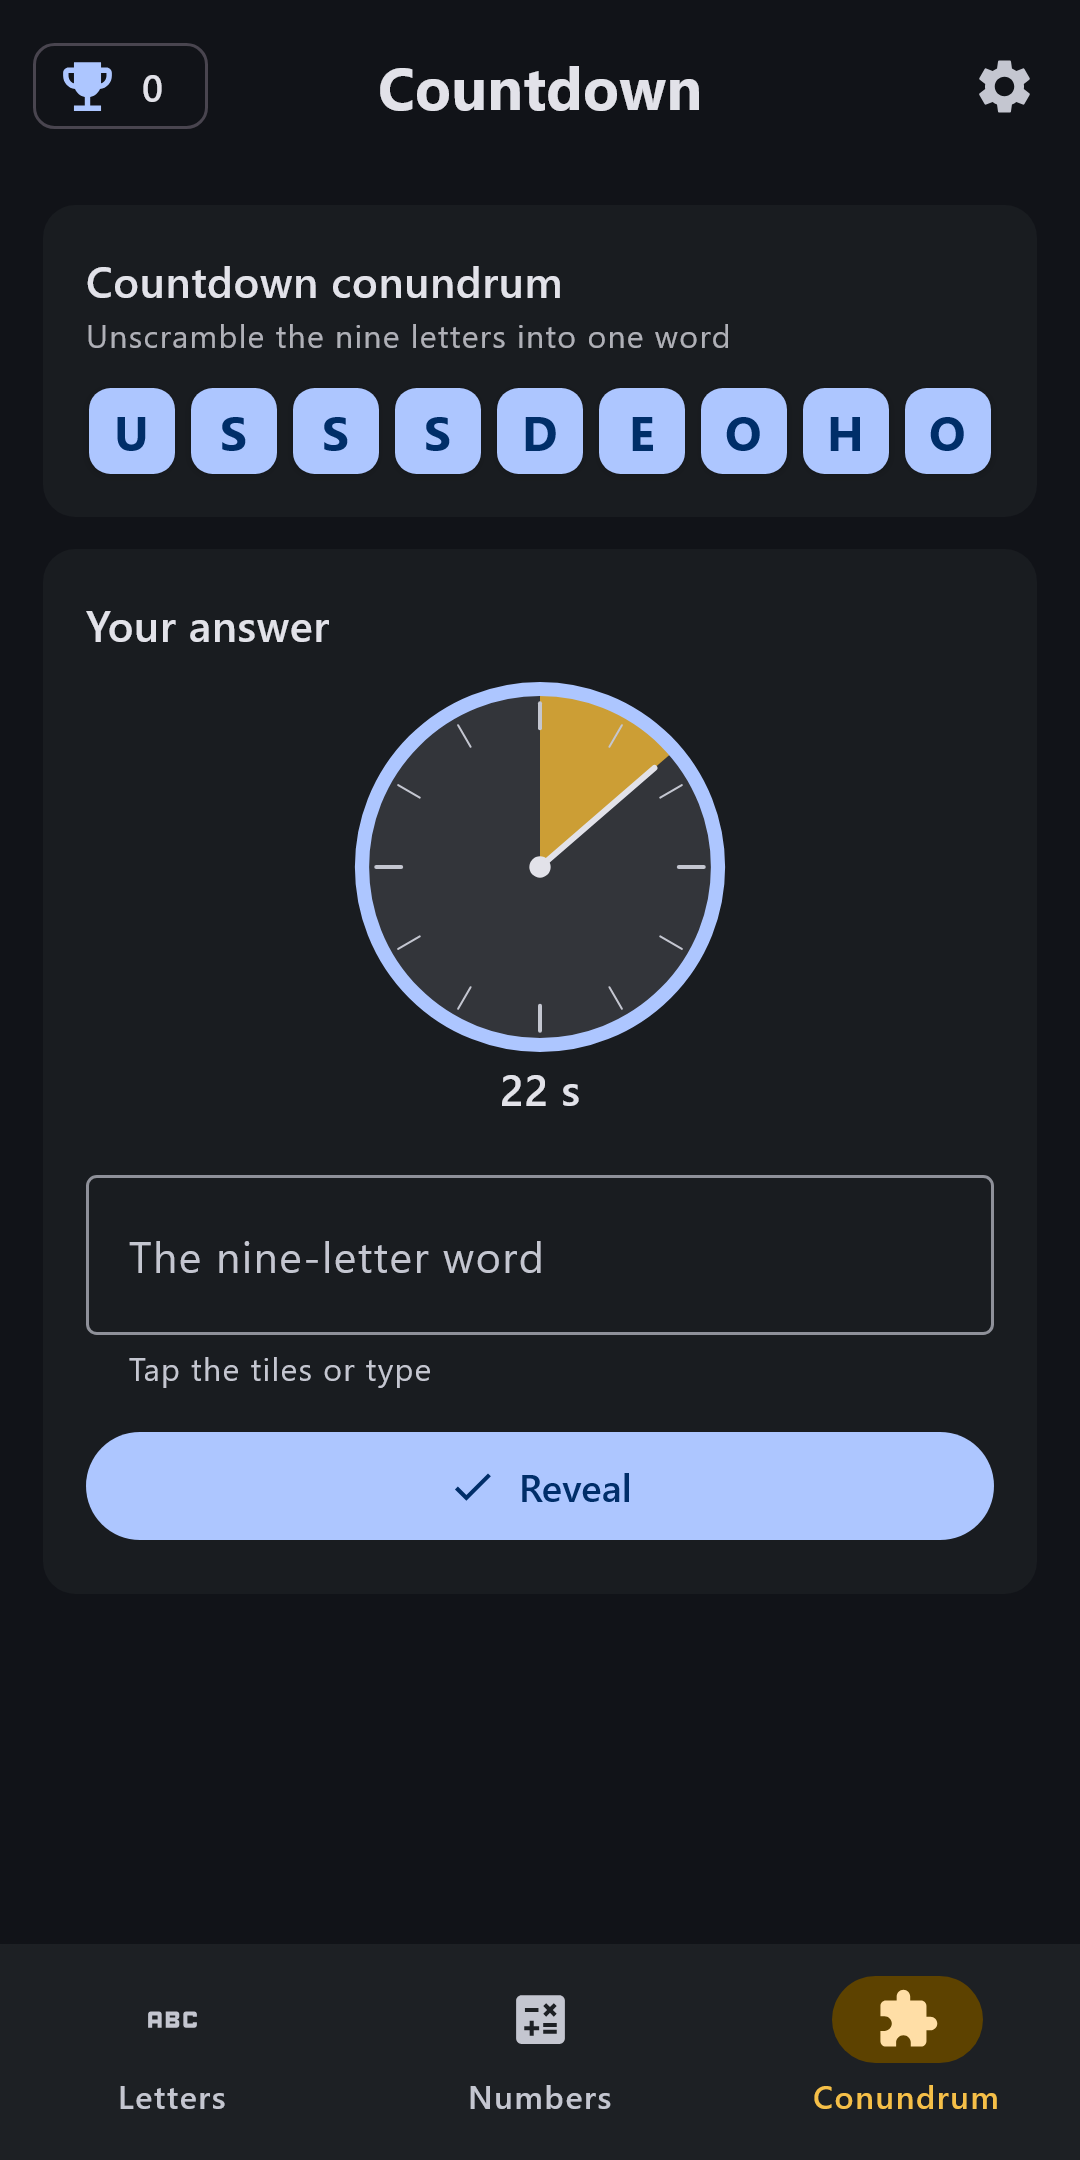 0
Countdown
Countdown conundrum
Unscramble the nine letters into one word
U S S S D E O H O
Your answer
22 s
The nine-letter word
Tap the tiles or type
Reveal
ABC
Letters
Numbers
Conundrum